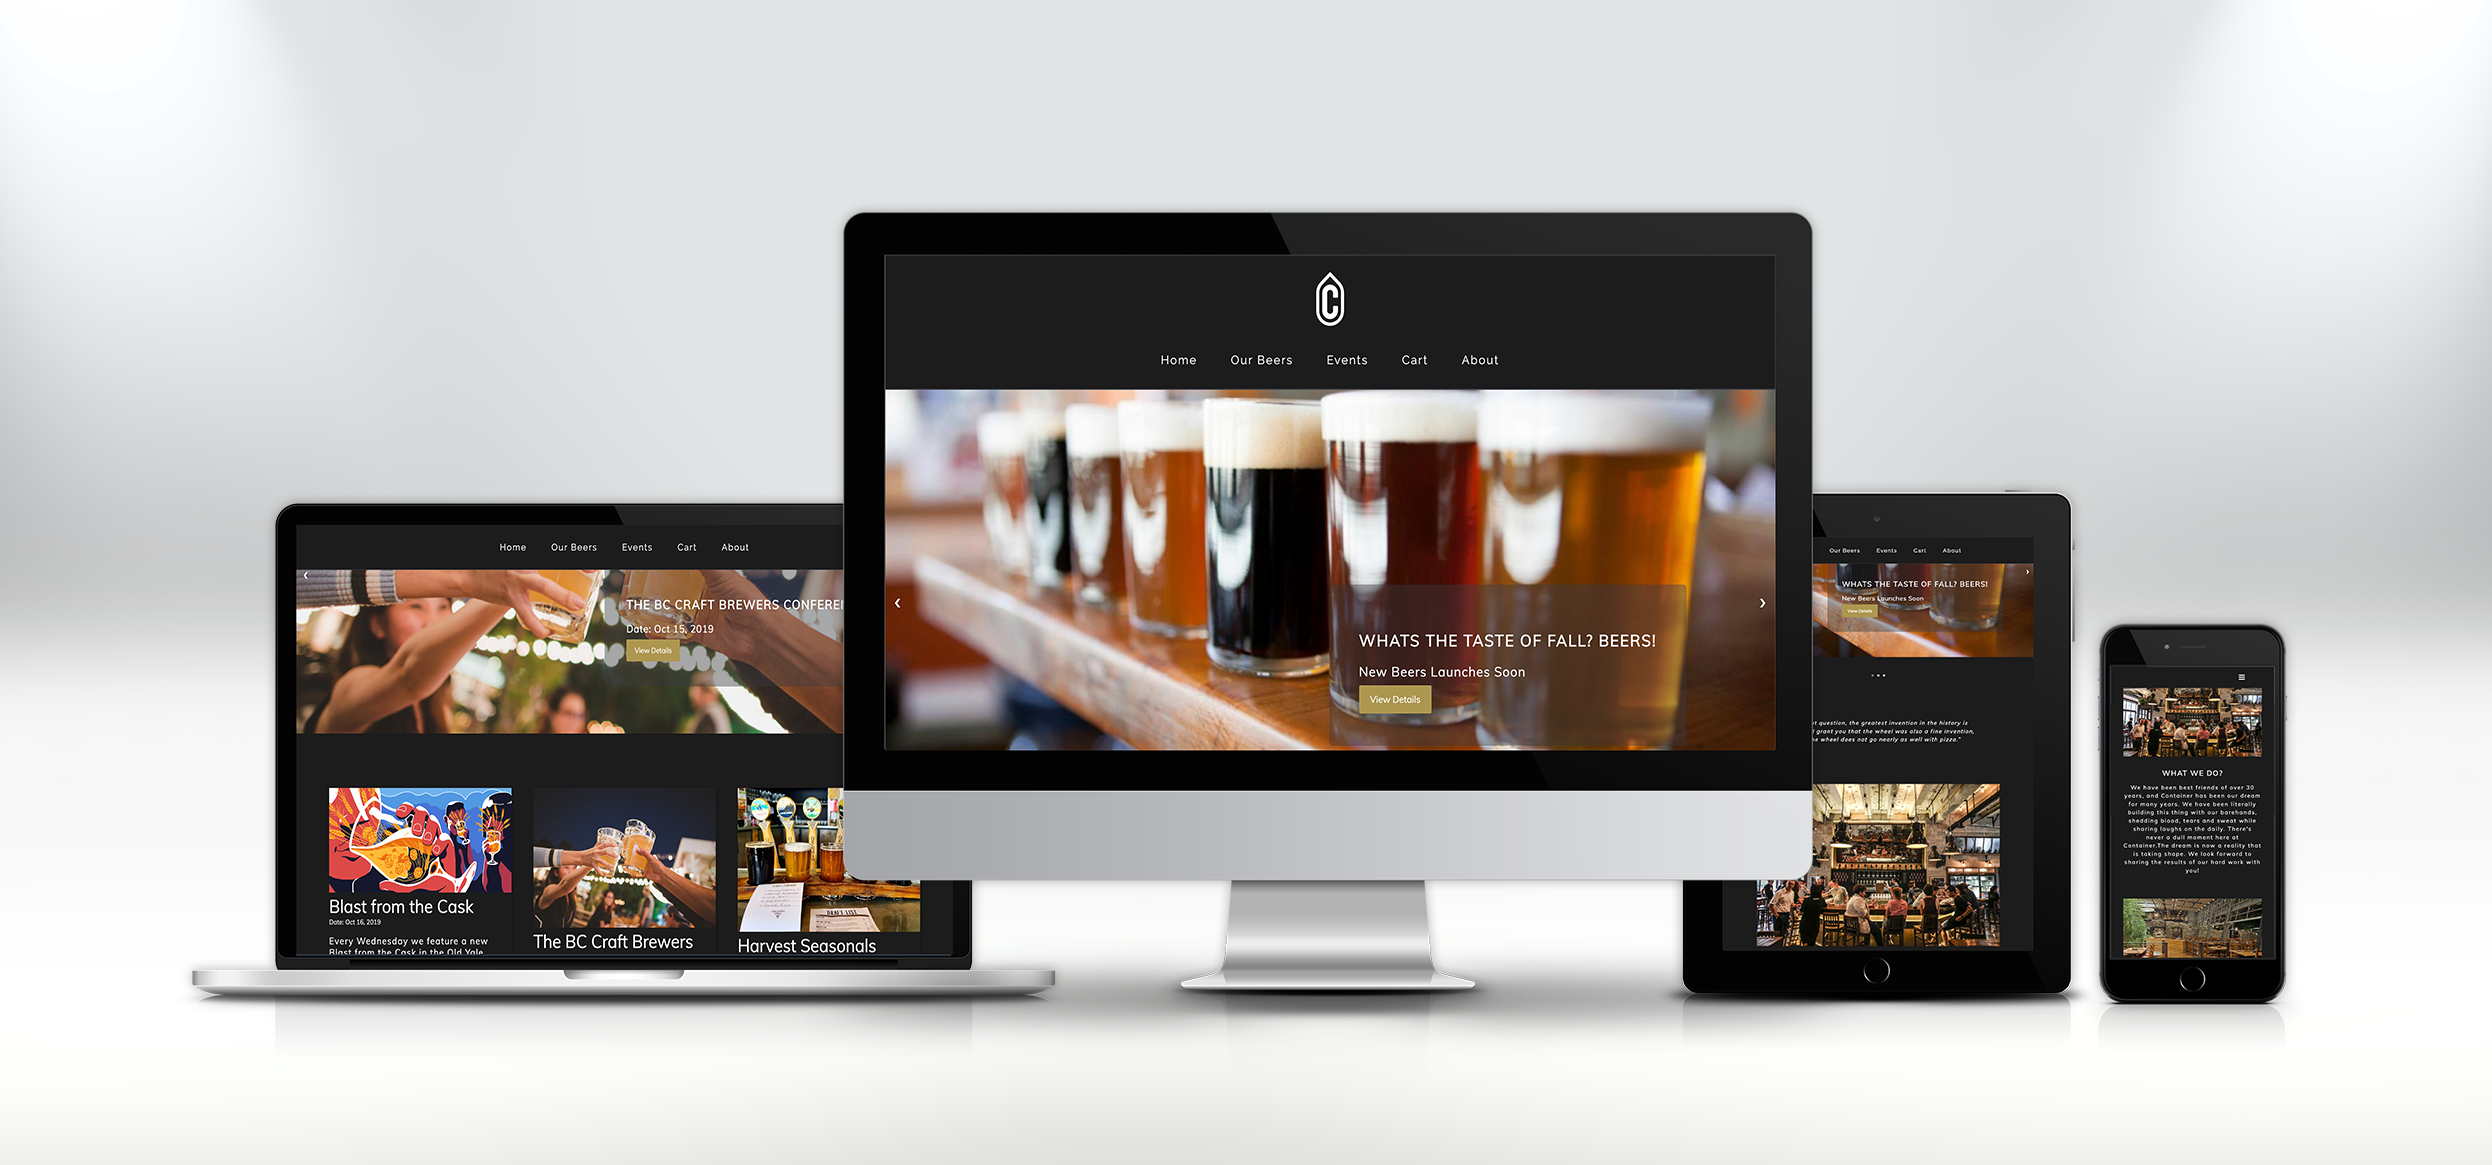 C
Home Our Beers Events Cart About
WHATS THE TASTE OF FALL? BEERS!
New Beers Launches Soon
View Details
Home Our Beers Events Cart About
THE BC CRAFT BREWERS
Date: Oct 15, 2019
View Details
Blast from the Cask
Date: Oct 16, 2019
Every Wednesday we feature a new
Blast from the Cask in the Old Yale
The BC Craft Brewers
DRAFT LIST
Harvest Seasonals
Our Beers Events Cart About
WHATS THE TASTE OF FALL? BEERS!
New Beers Launches Soon
View Details
question, the greatest invention in the history is
grant you that the wheel was also a fine invention,
wheel does not go nearly as well with pizza."
WHAT WE DO?
We have been best friends of over 30
years, and Container has been our dream
for many years. We have been literally
building this thing with our barehands,
shedding blood, tears and sweat while
sharing laughs on the daily. There's
never a dull moment here at
Container.The dream is now a reality that
is taking shape. We look forward to
sharing the results of our hard work with
you!